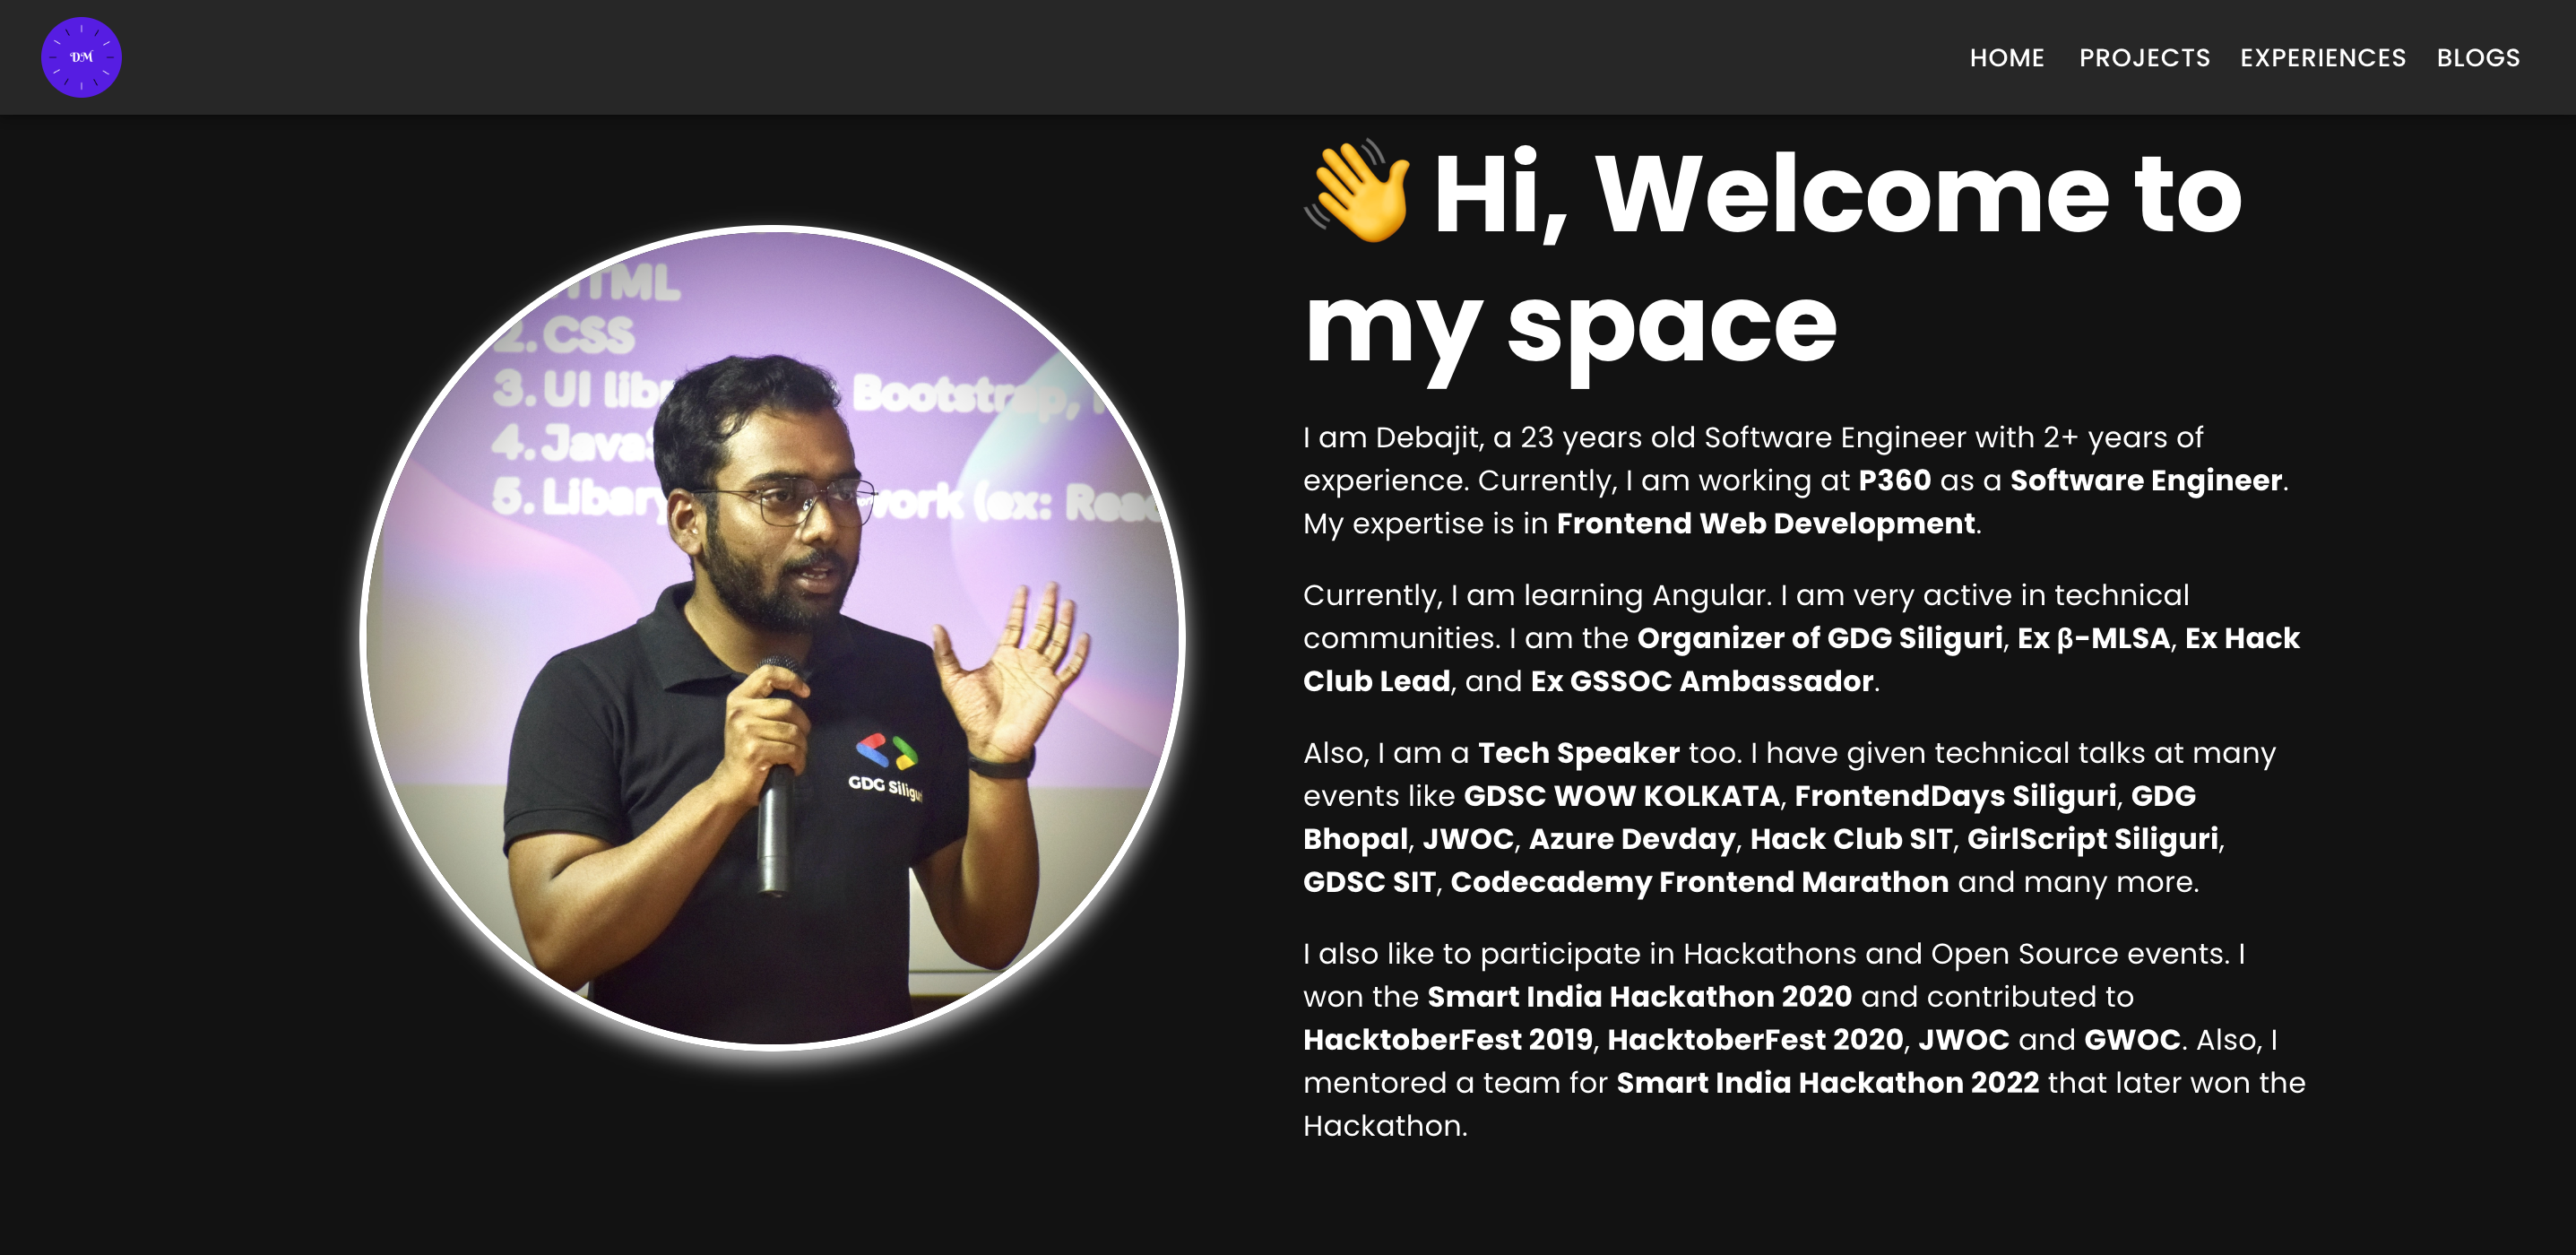 DM
HOME PROJECTS EXPERIENCES BLOGS
👋 Hi, Welcome to
my space
I am Debajit, a 23 years old Software Engineer with 2+ years of
experience. Currently, I am working at P360 as a Software Engineer.
My expertise is in Frontend Web Development.
Currently, I am learning Angular. I am very active in technical
communities. I am the Organizer of GDG Siliguri, Ex β-MLSA, Ex Hack
Club Lead, and Ex GSSOC Ambassador.
Also, I am a Tech Speaker too. I have given technical talks at many
events like GDSC WOW KOLKATA, FrontendDays Siliguri, GDG
Bhopal, JWOC, Azure Devday, Hack Club SIT, GirlScript Siliguri,
GDSC SIT, Codecademy Frontend Marathon and many more.
I also like to participate in Hackathons and Open Source events. I
won the Smart India Hackathon 2020 and contributed to
HacktoberFest 2019, HacktoberFest 2020, JWOC and GWOC. Also, I
mentored a team for Smart India Hackathon 2022 that later won the
Hackathon.
HTML
2. CSS
3. UI Bootstrap,
4.
5. Libary (ex:
GDG Siligu